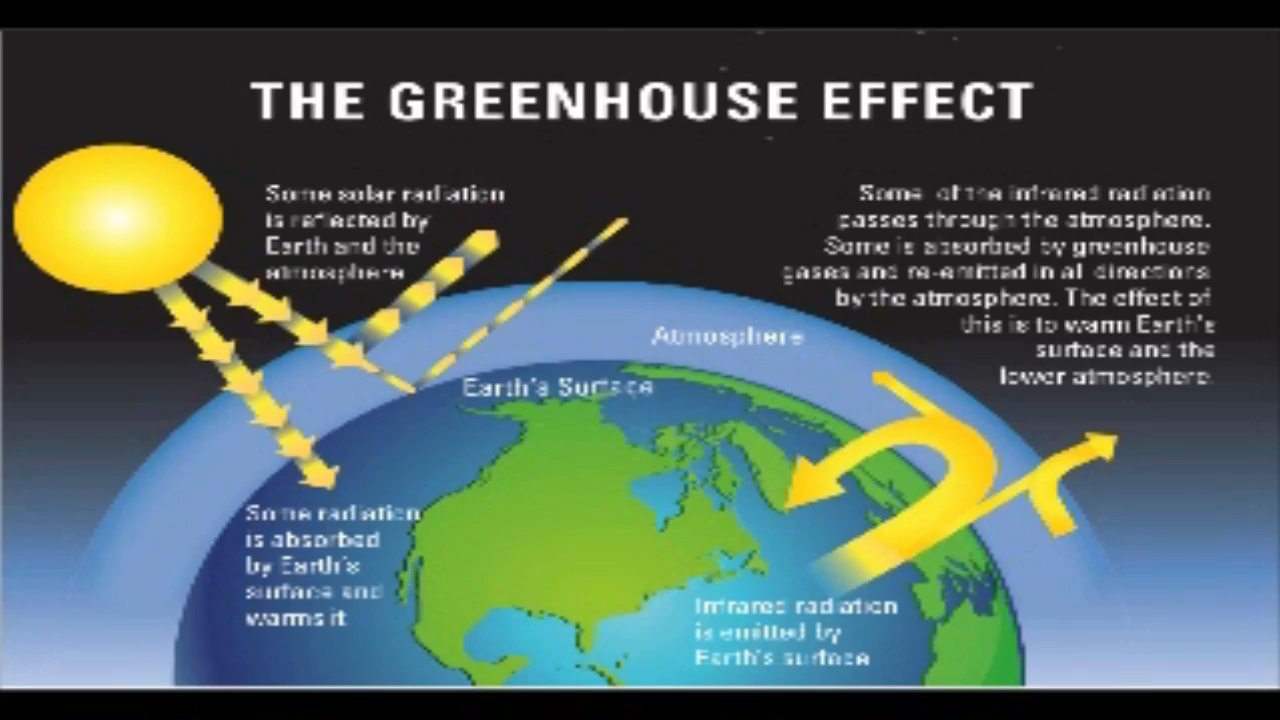 THE GREENHOUSE EFFECT
Some solar radiation
is reflected by
Earth and the
atmosphere
Some of the infrared radiation
passes through the atmosphere.
Some is absorbed by greenhouse
gases and re-emitted in all directions
by the atmosphere. The effect of
this is to warm Earth's
surface and the
lower atmosphere.
Atmosphere
Earth's Surface
Some radiation
is absorbed
by Earth's
surface and
warms it
Infrared radiation
is emitted by
Earth's surface